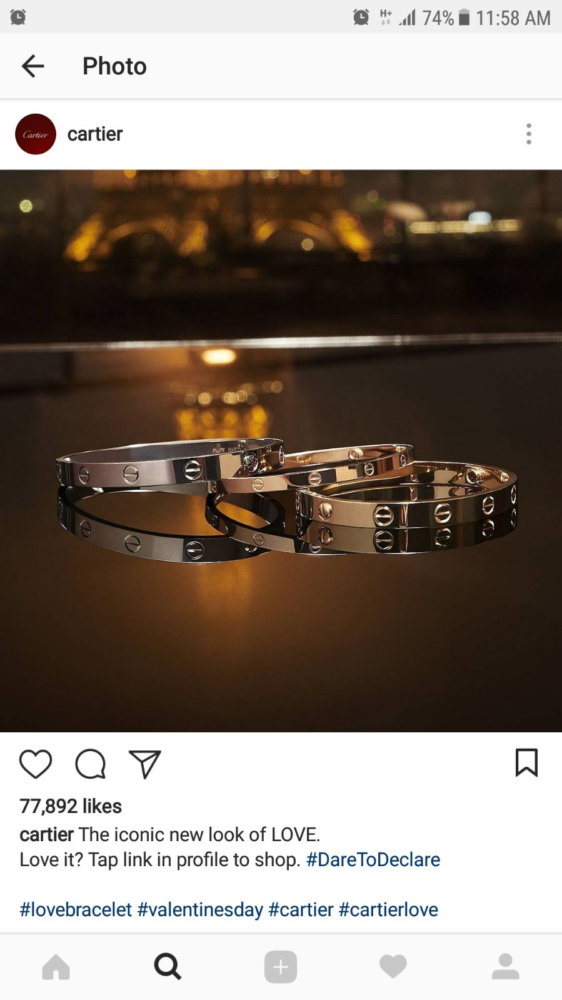 H+ 74% 11:58 AM
Photo
Cartier
cartier
77,892 likes
cartier The iconic new look of LOVE.
Love it? Tap link in profile to shop. #DareToDeclare
#lovebracelet #valentinesday #cartier #cartierlove